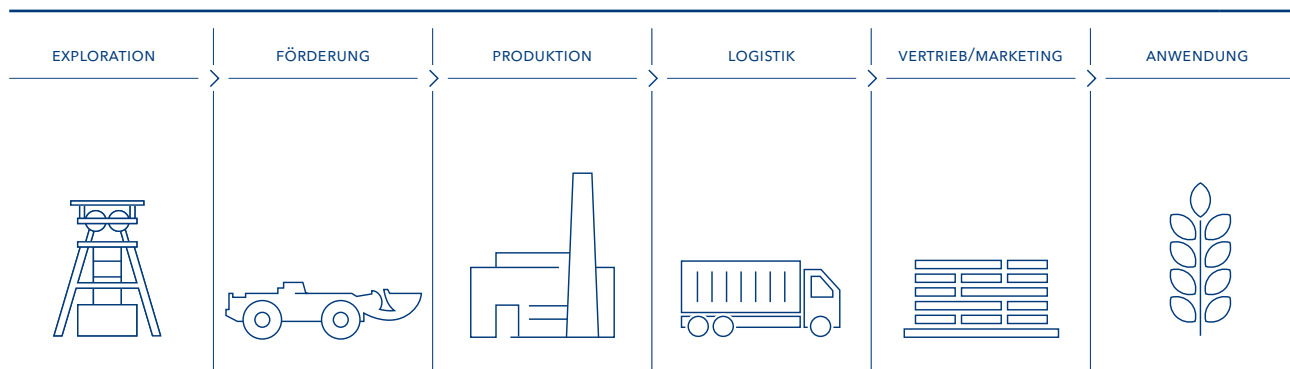 EXPLORATION
FÖRDERUNG
PRODUKTION
LOGISTIK
VERTRIEB/MARKETING
ANWENDUNG